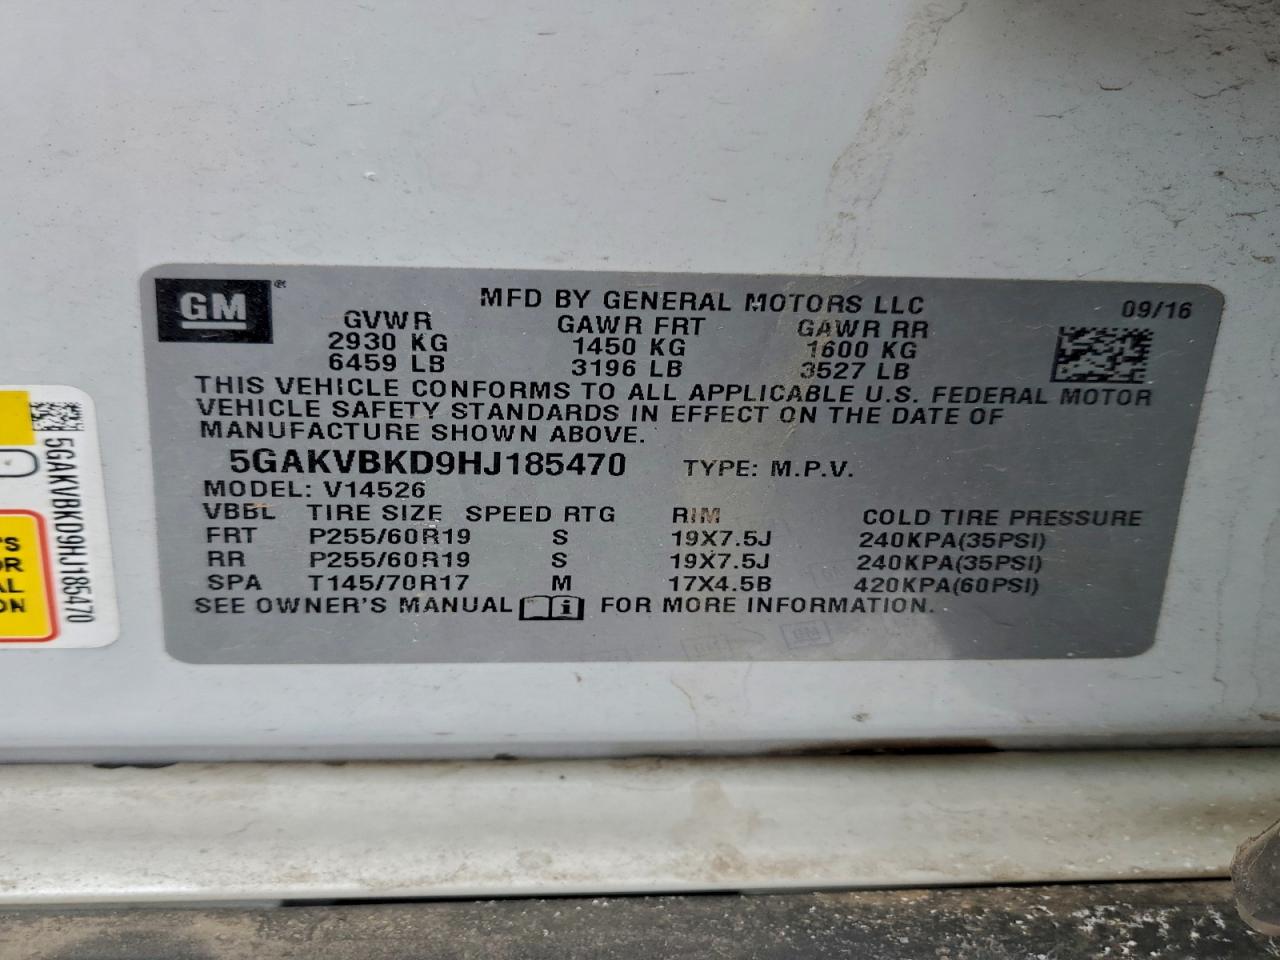 GM®
MFD BY GENERAL MOTORS LLC 09/16
GVWR GAWR FRT GAWR RR
2930 KG 1450 KG 1600 KG
6459 LB 3196 LB 3527 LB
THIS VEHICLE CONFORMS TO ALL APPLICABLE U.S. FEDERAL MOTOR
VEHICLE SAFETY STANDARDS IN EFFECT ON THE DATE OF
MANUFACTURE SHOWN ABOVE.
5GAKVBKD9HJ185470 TYPE: M.P.V.
MODEL: V14526
VBBL TIRE SIZE SPEED RTG RIM COLD TIRE PRESSURE
FRT P255/60R19 S 19X7.5J 240KPA(35PSI)
RR P255/60R19 S 19X7.5J 240KPA(35PSI)
SPA T145/70R17 M 17X4.5B 420KPA(60PSI)
SEE OWNER'S MANUAL FOR MORE INFORMATION.
5GAKVBKD9HJ185470
'S
OR
AL
ON